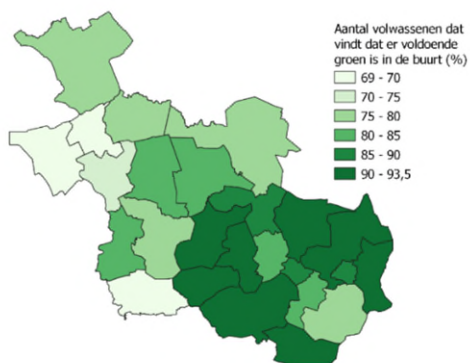 Aantal volwassenen dat
vindt dat er voldoende
groen is in de buurt (%)
69 - 70
70 - 75
75 - 80
80 - 85
85 - 90
90 - 93,5